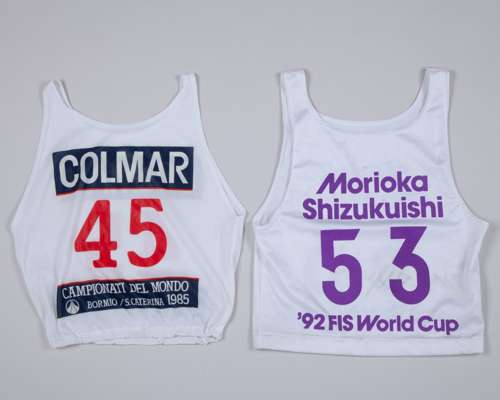 COLMAR
45
CAMPIONATI DEL MONDO
BORMIO / S. CATERINA 1985
Morioka
Shizukuishi
53
'92 FIS World Cup